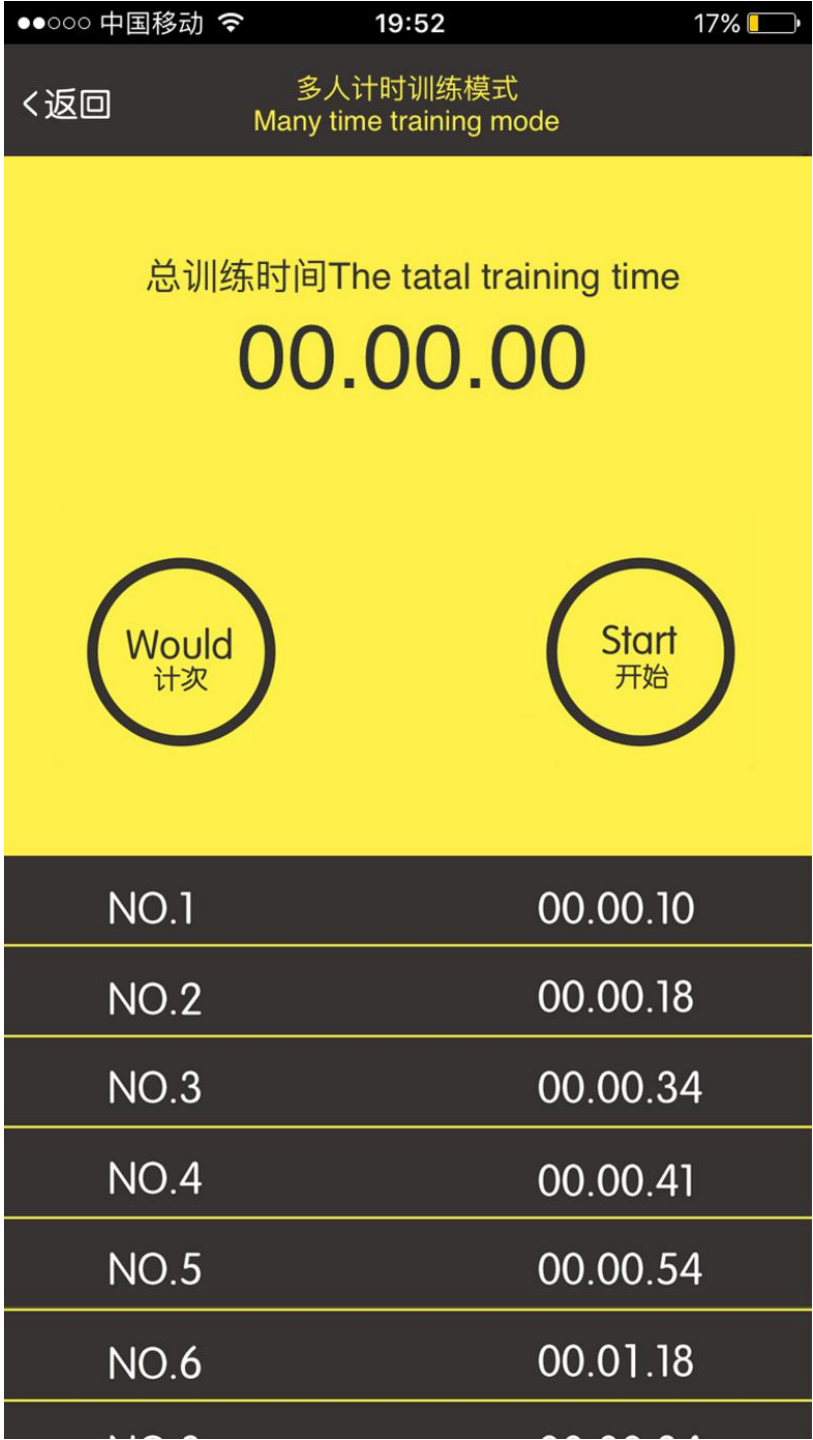 中国移动 19:52 17%
<返回
多人计时训练模式
Many time training mode
总训练时间The tatal training time
00.00.00
Would
计次
Start
开始
NO.1 00.00.10
NO.2 00.00.18
NO.3 00.00.34
NO.4 00.00.41
NO.5 00.00.54
NO.6 00.01.18